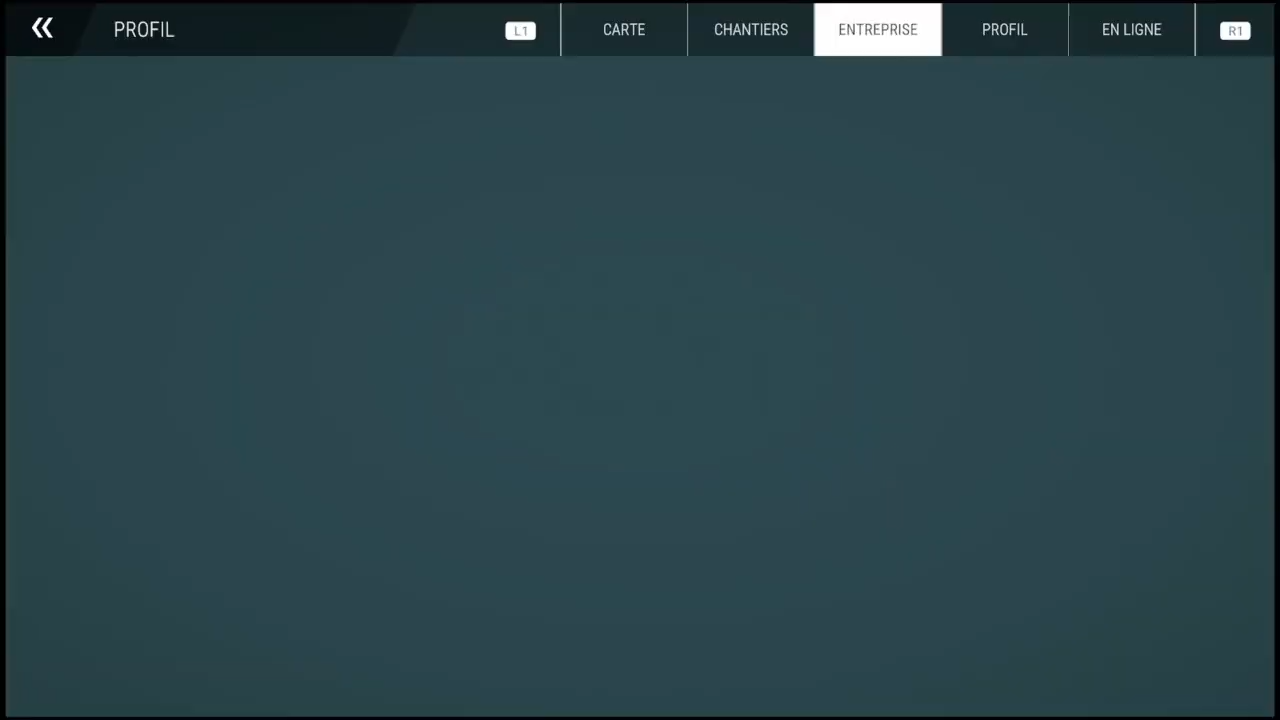 PROFIL
L1
CARTE
CHANTIERS
ENTREPRISE
PROFIL
EN LIGNE
R1